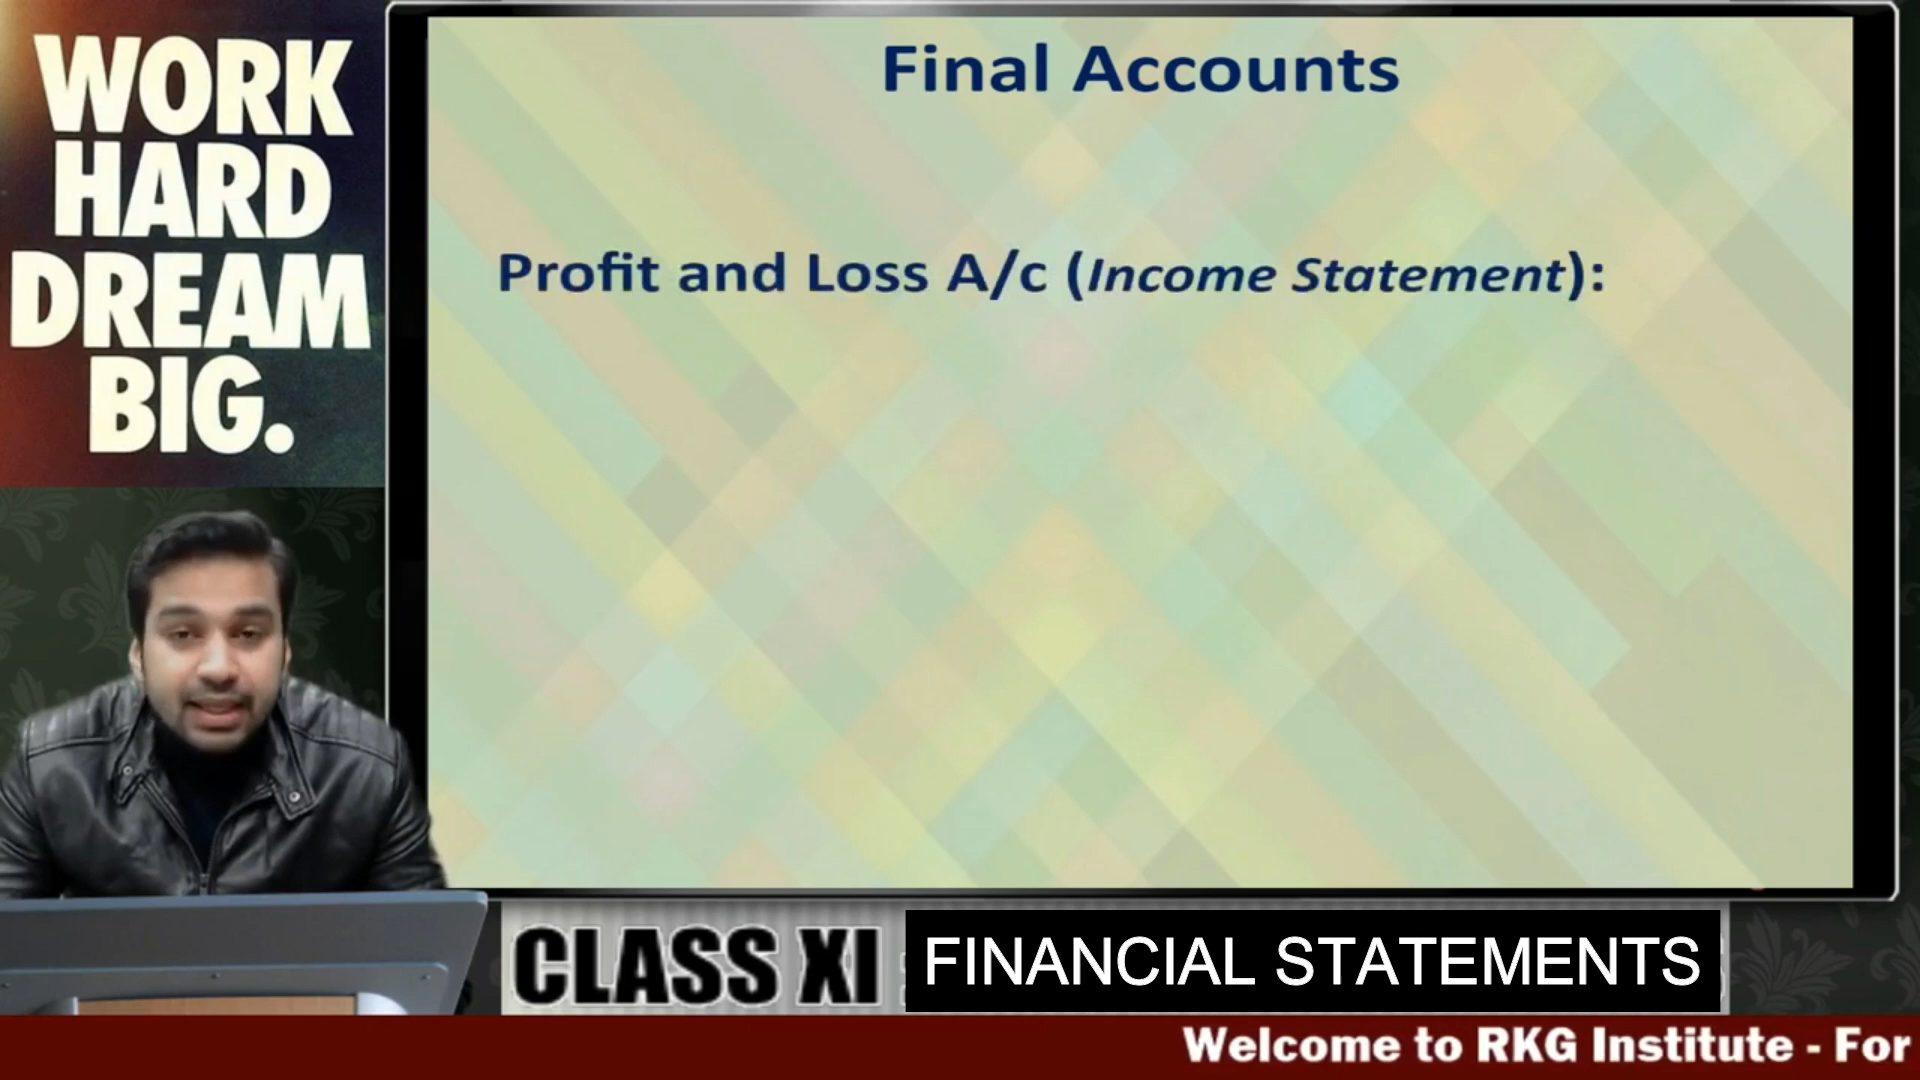 WORK
HARD
DREAM
BIG.
Final Accounts
Profit and Loss A/c (Income Statement):
CLASS XI
FINANCIAL STATEMENTS
Welcome to RKG Institute - For